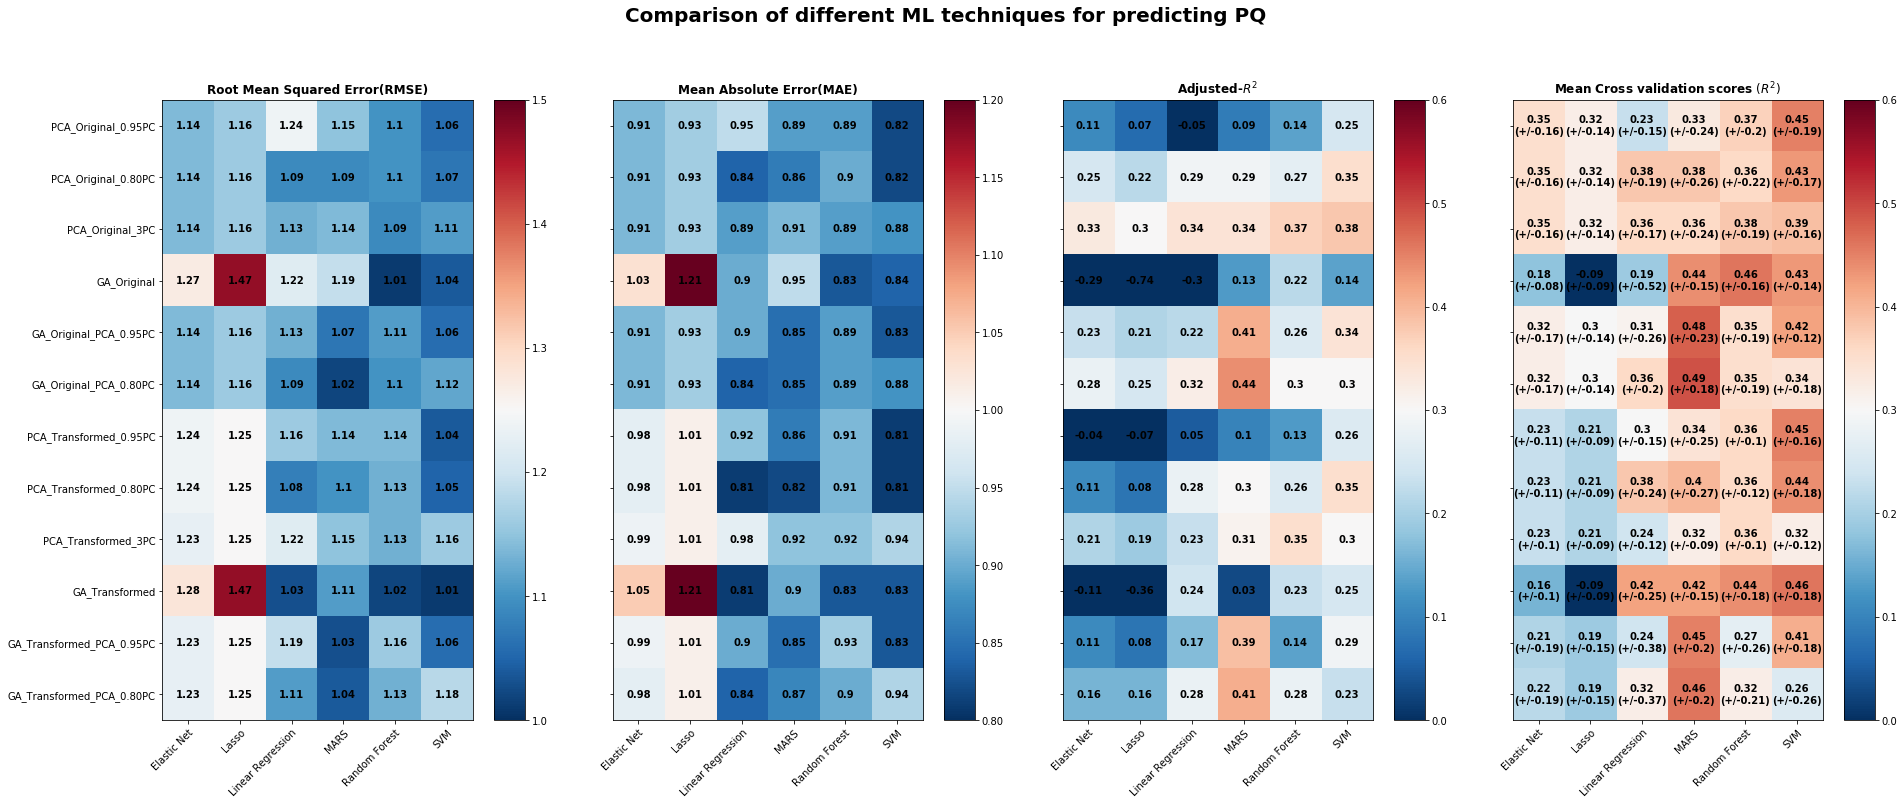 Comparison of different ML techniques for predicting PQ
Root Mean Squared Error(RMSE)
PCA_Original_0.95PC 1.14 1.16 1.24 1.15 1.1 1.06
PCA_Original_0.80PC 1.14 1.16 1.09 1.09 1.1 1.07
PCA_Original_3PC 1.14 1.16 1.13 1.14 1.09 1.11
GA_Original 1.27 1.47 1.22 1.19 1.01 1.04
GA_Original_PCA_0.95PC 1.14 1.16 1.13 1.07 1.11 1.06
GA_Original_PCA_0.80PC 1.14 1.16 1.09 1.02 1.1 1.12
PCA_Transformed_0.95PC 1.24 1.25 1.16 1.14 1.14 1.04
PCA_Transformed_0.80PC 1.24 1.25 1.08 1.1 1.13 1.05
PCA_Transformed_3PC 1.23 1.25 1.22 1.15 1.13 1.16
GA_Transformed 1.28 1.47 1.03 1.11 1.02 1.01
GA_Transformed_PCA_0.95PC 1.23 1.25 1.19 1.03 1.16 1.06
GA_Transformed_PCA_0.80PC 1.23 1.25 1.11 1.04 1.13 1.18
Elastic Net
Lasso
Linear Regression
MARS
Random Forest
SVM
1.5
1.4
1.3
1.2
1.1
1.0
Mean Absolute Error(MAE)
0.91 0.93 0.95 0.89 0.89 0.82
0.91 0.93 0.84 0.86 0.9 0.82
0.91 0.93 0.89 0.91 0.89 0.88
1.03 1.21 0.9 0.95 0.83 0.84
0.91 0.93 0.9 0.85 0.89 0.83
0.91 0.93 0.84 0.85 0.89 0.88
0.98 1.01 0.92 0.86 0.91 0.81
0.98 1.01 0.81 0.82 0.91 0.81
0.99 1.01 0.98 0.92 0.92 0.94
1.05 1.21 0.81 0.9 0.83 0.83
0.99 1.01 0.9 0.85 0.93 0.83
0.98 1.01 0.84 0.87 0.9 0.94
Elastic Net
Lasso
Linear Regression
MARS
Random Forest
SVM
1.20
1.15
1.10
1.05
1.00
0.95
0.90
0.85
0.80
Adjusted-R²
0.11 0.07 -0.05 0.09 0.14 0.25
0.25 0.22 0.29 0.29 0.27 0.35
0.33 0.3 0.34 0.34 0.37 0.38
-0.29 -0.74 -0.3 0.13 0.22 0.14
0.23 0.21 0.22 0.41 0.26 0.34
0.28 0.25 0.32 0.44 0.3 0.3
-0.04 -0.07 0.05 0.1 0.13 0.26
0.11 0.08 0.28 0.3 0.26 0.35
0.21 0.19 0.23 0.31 0.35 0.3
-0.11 -0.36 0.24 0.03 0.23 0.25
0.11 0.08 0.17 0.39 0.14 0.29
0.16 0.16 0.28 0.41 0.28 0.23
Elastic Net
Lasso
Linear Regression
MARS
Random Forest
SVM
0.6
0.5
0.4
0.3
0.2
0.1
0.0
Mean Cross validation scores (R²)
0.35 0.32 0.23 0.33 0.37 0.45
(+/-0.16) (+/-0.14) (+/-0.15) (+/-0.24) (+/-0.2) (+/-0.19)
0.35 0.32 0.38 0.38 0.36 0.43
(+/-0.16) (+/-0.14) (+/-0.19) (+/-0.26) (+/-0.22) (+/-0.17)
0.35 0.32 0.36 0.36 0.38 0.39
(+/-0.16) (+/-0.14) (+/-0.17) (+/-0.24) (+/-0.19) (+/-0.16)
0.18 -0.09 0.19 0.44 0.46 0.43
(+/-0.08) (+/-0.09) (+/-0.52) (+/-0.15) (+/-0.16) (+/-0.14)
0.32 0.3 0.31 0.48 0.35 0.42
(+/-0.17) (+/-0.14) (+/-0.26) (+/-0.23) (+/-0.19) (+/-0.12)
0.32 0.3 0.36 0.49 0.35 0.34
(+/-0.17) (+/-0.14) (+/-0.2) (+/-0.18) (+/-0.19) (+/-0.18)
0.23 0.21 0.3 0.34 0.36 0.45
(+/-0.11) (+/-0.09) (+/-0.15) (+/-0.25) (+/-0.1) (+/-0.16)
0.23 0.21 0.38 0.4 0.36 0.44
(+/-0.11) (+/-0.09) (+/-0.24) (+/-0.27) (+/-0.12) (+/-0.18)
0.23 0.21 0.24 0.32 0.36 0.32
(+/-0.1) (+/-0.09) (+/-0.12) (+/-0.09) (+/-0.1) (+/-0.12)
0.16 -0.09 0.42 0.42 0.44 0.46
(+/-0.1) (+/-0.09) (+/-0.25) (+/-0.15) (+/-0.18) (+/-0.18)
0.21 0.19 0.24 0.45 0.27 0.41
(+/-0.19) (+/-0.15) (+/-0.38) (+/-0.2) (+/-0.26) (+/-0.18)
0.22 0.19 0.32 0.46 0.32 0.26
(+/-0.19) (+/-0.15) (+/-0.37) (+/-0.2) (+/-0.21) (+/-0.26)
Elastic Net
Lasso
Linear Regression
MARS
Random Forest
SVM
0.6
0.5
0.4
0.3
0.2
0.1
0.0